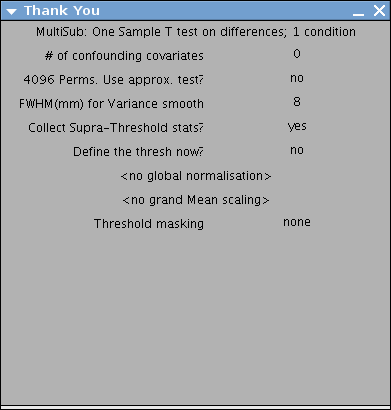 Thank You
MultiSub: One Sample T test on differences; 1 condition
# of confounding covariates 0
4096 Perms. Use approx. test? no
FWHM(mm) for Variance smooth 8
Collect Supra-Threshold stats? yes
Define the thresh now? no
<no global normalisation>
<no grand Mean scaling>
Threshold masking none